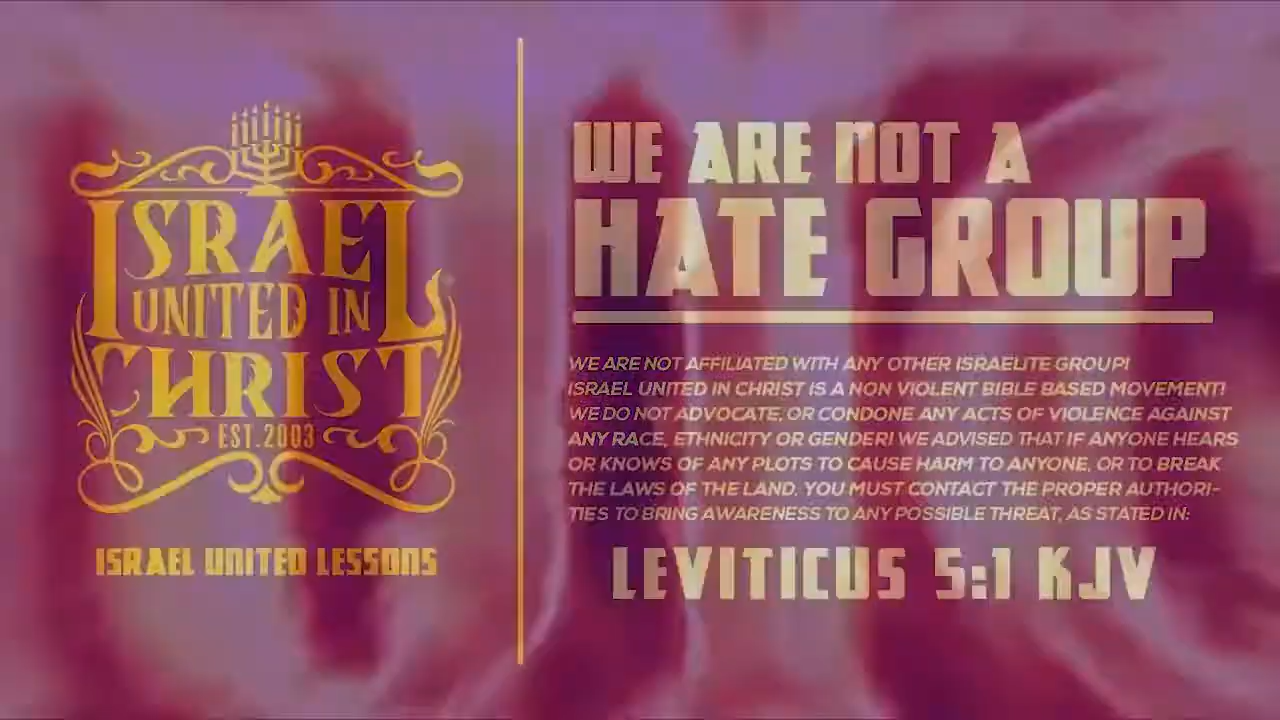 ISRAEL
UNITED IN
CHRIST
EST.2003
ISRAEL UNITED LESSONS
WE ARE NOT A
HATE GROUP
WE ARE NOT AFFILIATED WITH ANY OTHER ISRAELITE GROUP!
ISRAEL UNITED IN CHRIST IS A NON VIOLENT BIBLE BASED MOVEMENT!
WE DO NOT ADVOCATE, OR CONDONE ANY ACTS OF VIOLENCE AGAINST
ANY RACE, ETHNICITY OR GENDER! WE ADVISED THAT IF ANYONE HEARS
OR KNOWS OF ANY PLOTS TO CAUSE HARM TO ANYONE, OR TO BREAK
THE LAWS OF THE LAND. YOU MUST CONTACT THE PROPER AUTHORI-
TIES TO BRING AWARENESS TO ANY POSSIBLE THREAT, AS STATED IN:
LEVITICUS 5:1 KJV